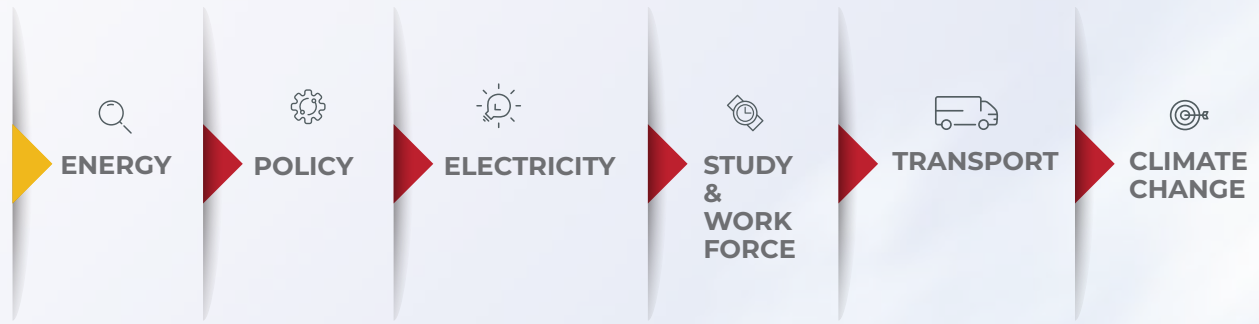 ENERGY
POLICY
ELECTRICITY
STUDY
&
WORK
FORCE
TRANSPORT
CLIMATE
CHANGE